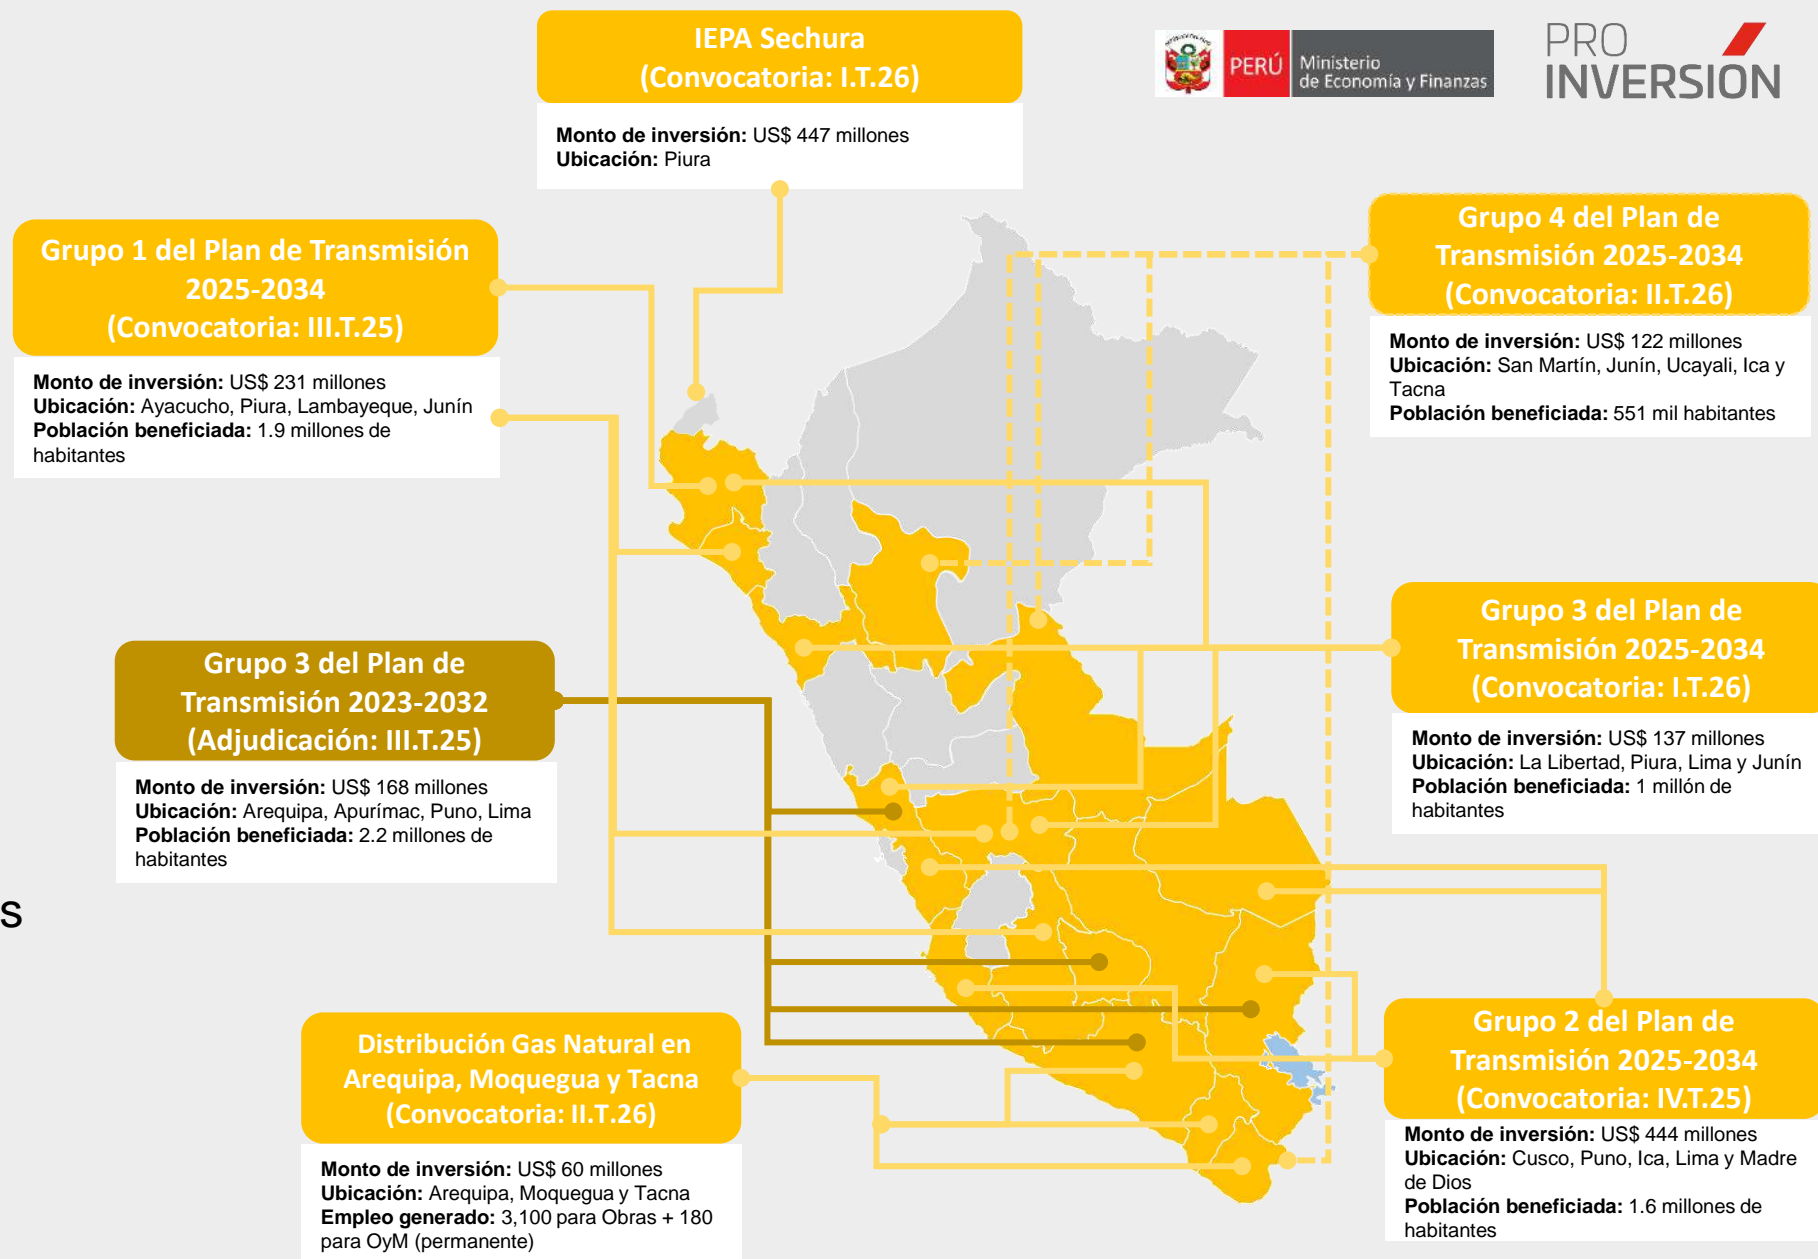 IEPA Sechura
(Convocatoria: I.T.26)
Monto de inversión: US$ 447 millones
Ubicación: Piura
PERÚ
Ministerio
de Economía y Finanzas
PRO
INVERSIÓN
Grupo 1 del Plan de Transmisión
2025-2034
(Convocatoria: III.T.25)
Monto de inversión: US$ 231 millones
Ubicación: Ayacucho, Piura, Lambayeque, Junín
Población beneficiada: 1.9 millones de
habitantes
Grupo 4 del Plan de
Transmisión 2025-2034
(Convocatoria: II.T.26)
Monto de inversión: US$ 122 millones
Ubicación: San Martín, Junín, Ucayali, Ica y
Tacna
Población beneficiada: 551 mil habitantes
Grupo 3 del Plan de
Transmisión 2023-2032
(Adjudicación: III.T.25)
Monto de inversión: US$ 168 millones
Ubicación: Arequipa, Apurímac, Puno, Lima
Población beneficiada: 2.2 millones de
habitantes
Grupo 3 del Plan de
Transmisión 2025-2034
(Convocatoria: I.T.26)
Monto de inversión: US$ 137 millones
Ubicación: La Libertad, Piura, Lima y Junín
Población beneficiada: 1 millón de
habitantes
s
Distribución Gas Natural en
Arequipa, Moquegua y Tacna
(Convocatoria: II.T.26)
Monto de inversión: US$ 60 millones
Ubicación: Arequipa, Moquegua y Tacna
Empleo generado: 3,100 para Obras + 180
para OyM (permanente)
Grupo 2 del Plan de
Transmisión 2025-2034
(Convocatoria: IV.T.25)
Monto de inversión: US$ 444 millones
Ubicación: Cusco, Puno, Ica, Lima y Madre
de Dios
Población beneficiada: 1.6 millones de
habitantes